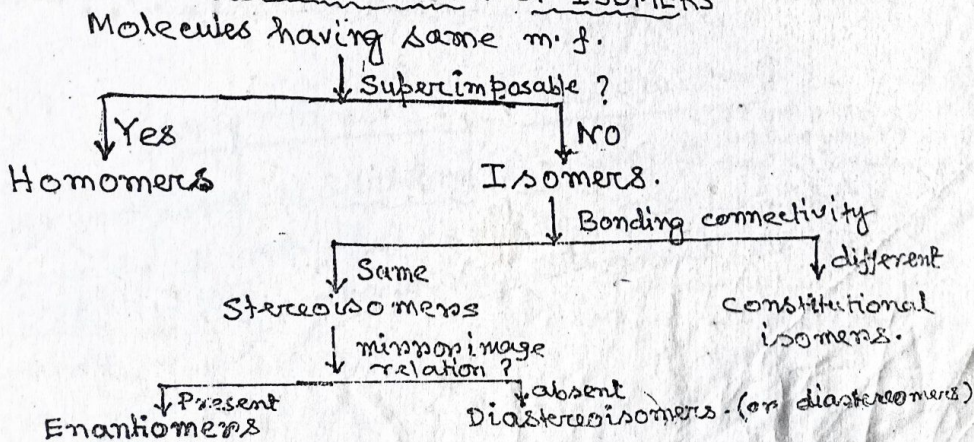 ISOMERS
Molecules having same m. f.
Superimposable ?
Yes
NO
Homomers
Isomers.
Bonding connectivity
Same
different
Stereoisomers
Constitutional
isomers.
mirror image
relation ?
Present
absent
Enantiomers
Diastereoisomers. (or diastereomers)